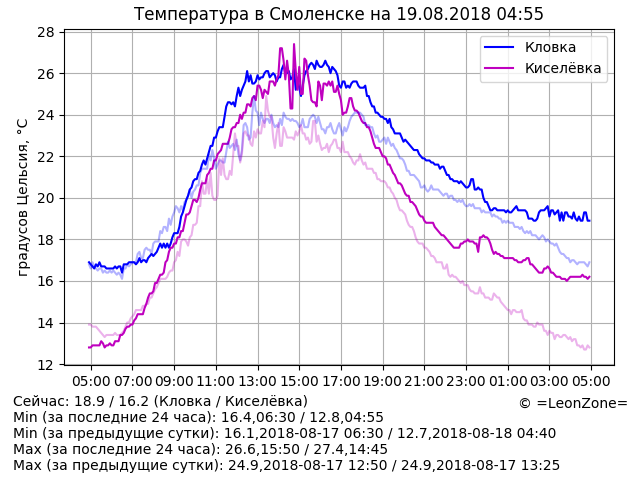 Температура в Смоленске на 19.08.2018 04:55
градусов Цельсия, °C
28
26
24
22
20
18
16
14
12
Кловка
Киселёвка
05:00 07:00 09:00 11:00 13:00 15:00 17:00 19:00 21:00 23:00 01:00 03:00 05:00
Сейчас: 18.9 / 16.2 (Кловка / Киселёвка)
© =LeonZone=
Min (за последние 24 часа): 16.4,06:30 / 12.8,04:55
Min (за предыдущие сутки): 16.1,2018-08-17 06:30 / 12.7,2018-08-18 04:40
Max (за последние 24 часа): 26.6,15:50 / 27.4,14:45
Max (за предыдущие сутки): 24.9,2018-08-17 12:50 / 24.9,2018-08-17 13:25